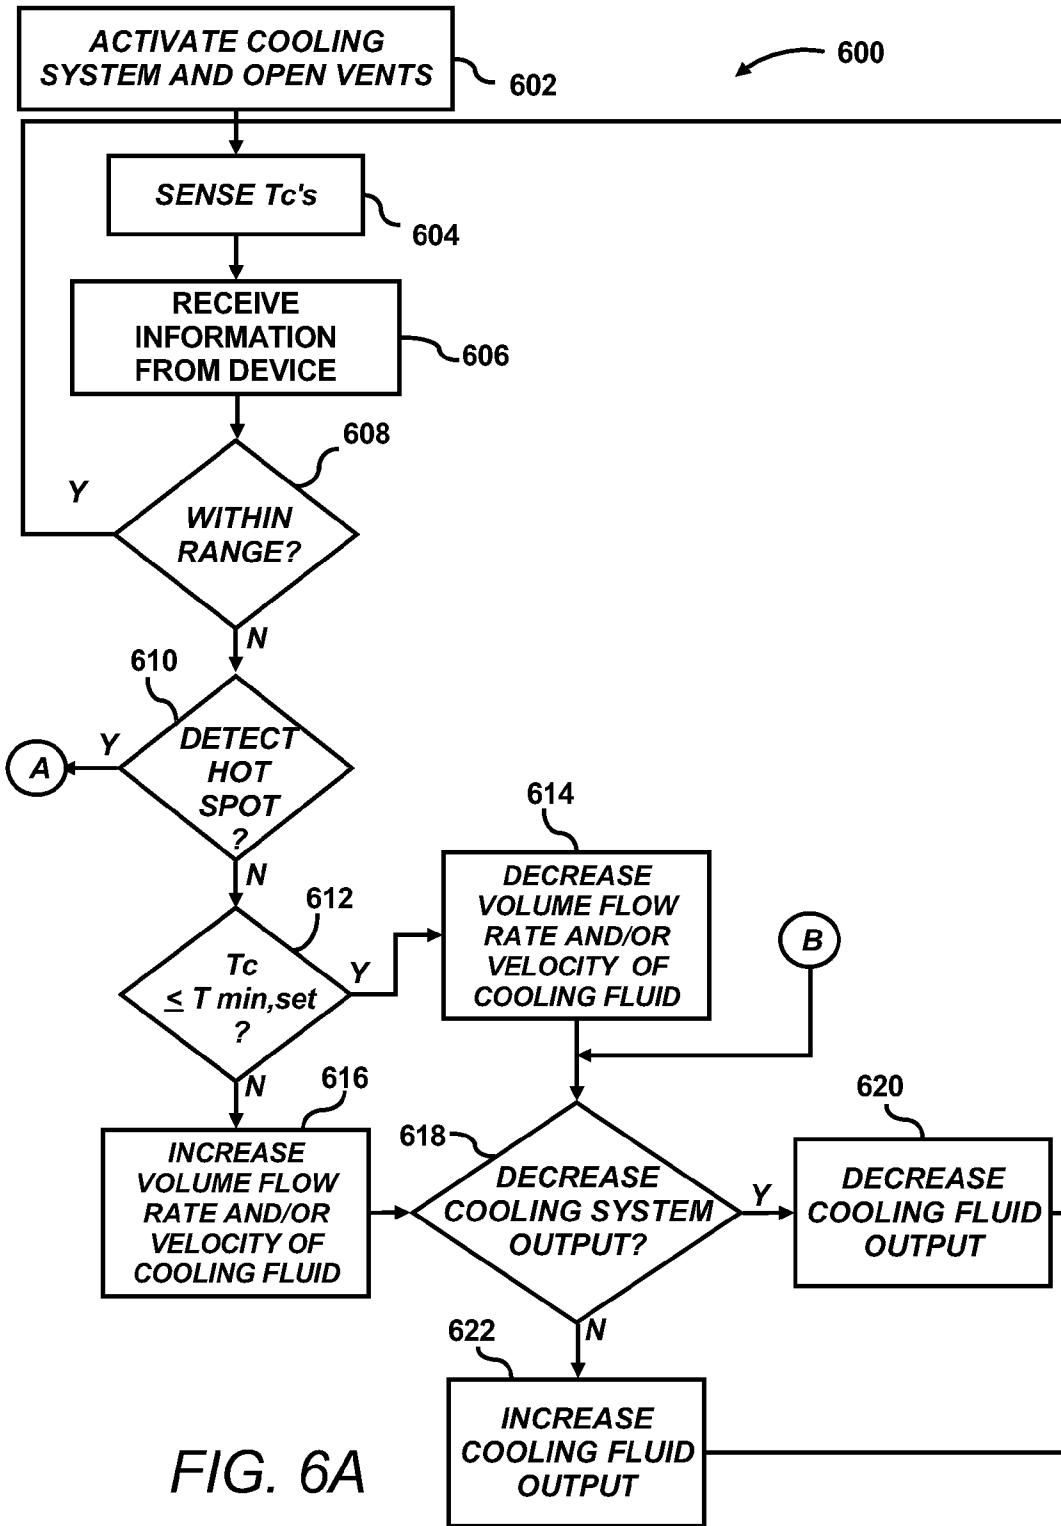 ACTIVATE COOLING
SYSTEM AND OPEN VENTS
602
600
SENSE Tc's
604
RECEIVE
INFORMATION
FROM DEVICE
606
608
Y
WITHIN
RANGE?
N
610
Y
A
DETECT
HOT
SPOT
?
N
612
Tc
≤ T min,set
?
Y
N
614
DECREASE
VOLUME FLOW
RATE AND/OR
VELOCITY OF
COOLING FLUID
B
616
INCREASE
VOLUME FLOW
RATE AND/OR
VELOCITY OF
COOLING FLUID
618
DECREASE
COOLING SYSTEM
OUTPUT?
Y
N
620
DECREASE
COOLING FLUID
OUTPUT
622
INCREASE
COOLING FLUID
OUTPUT
FIG. 6A